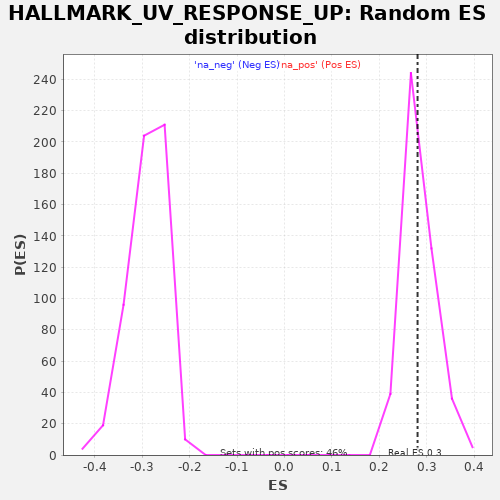 HALLMARK_UV_RESPONSE_UP: Random ES
distribution
'na_neg' (Neg ES) na_pos' (Pos ES)
240
220
200
180
160
140
120
100
80
60
40
20
0
P(ES)
Sets with pos scores: 46%
Real ES 0.3
-0.4 -0.3 -0.2 -0.1 0.0 0.1 0.2 0.3 0.4
ES